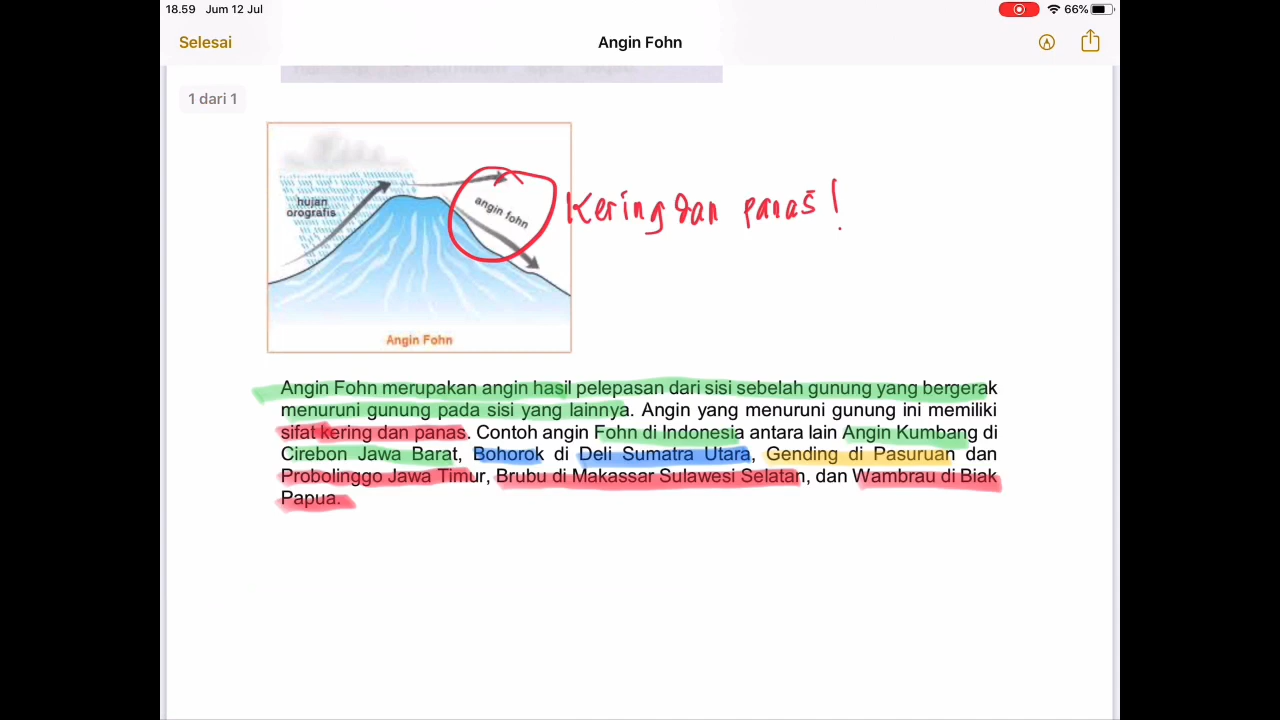 18.59 Jum 12 Jul
66%
Selesai
Angin Fohn
1 dari 1
hujan
orografis
angin fohn
Kering dan panas!
Angin Fohn
Angin Fohn merupakan angin hasil pelepasan dari sisi sebelah gunung yang bergerak
menuruni gunung pada sisi yang lainnya. Angin yang menuruni gunung ini memiliki
sifat kering dan panas. Contoh angin Fohn di Indonesia antara lain Angin Kumbang di
Cirebon Jawa Barat, Bohorok di Deli Sumatra Utara, Gending di Pasuruan dan
Probolinggo Jawa Timur, Brubu di Makassar Sulawesi Selatan, dan Wambrau di Biak
Papua.